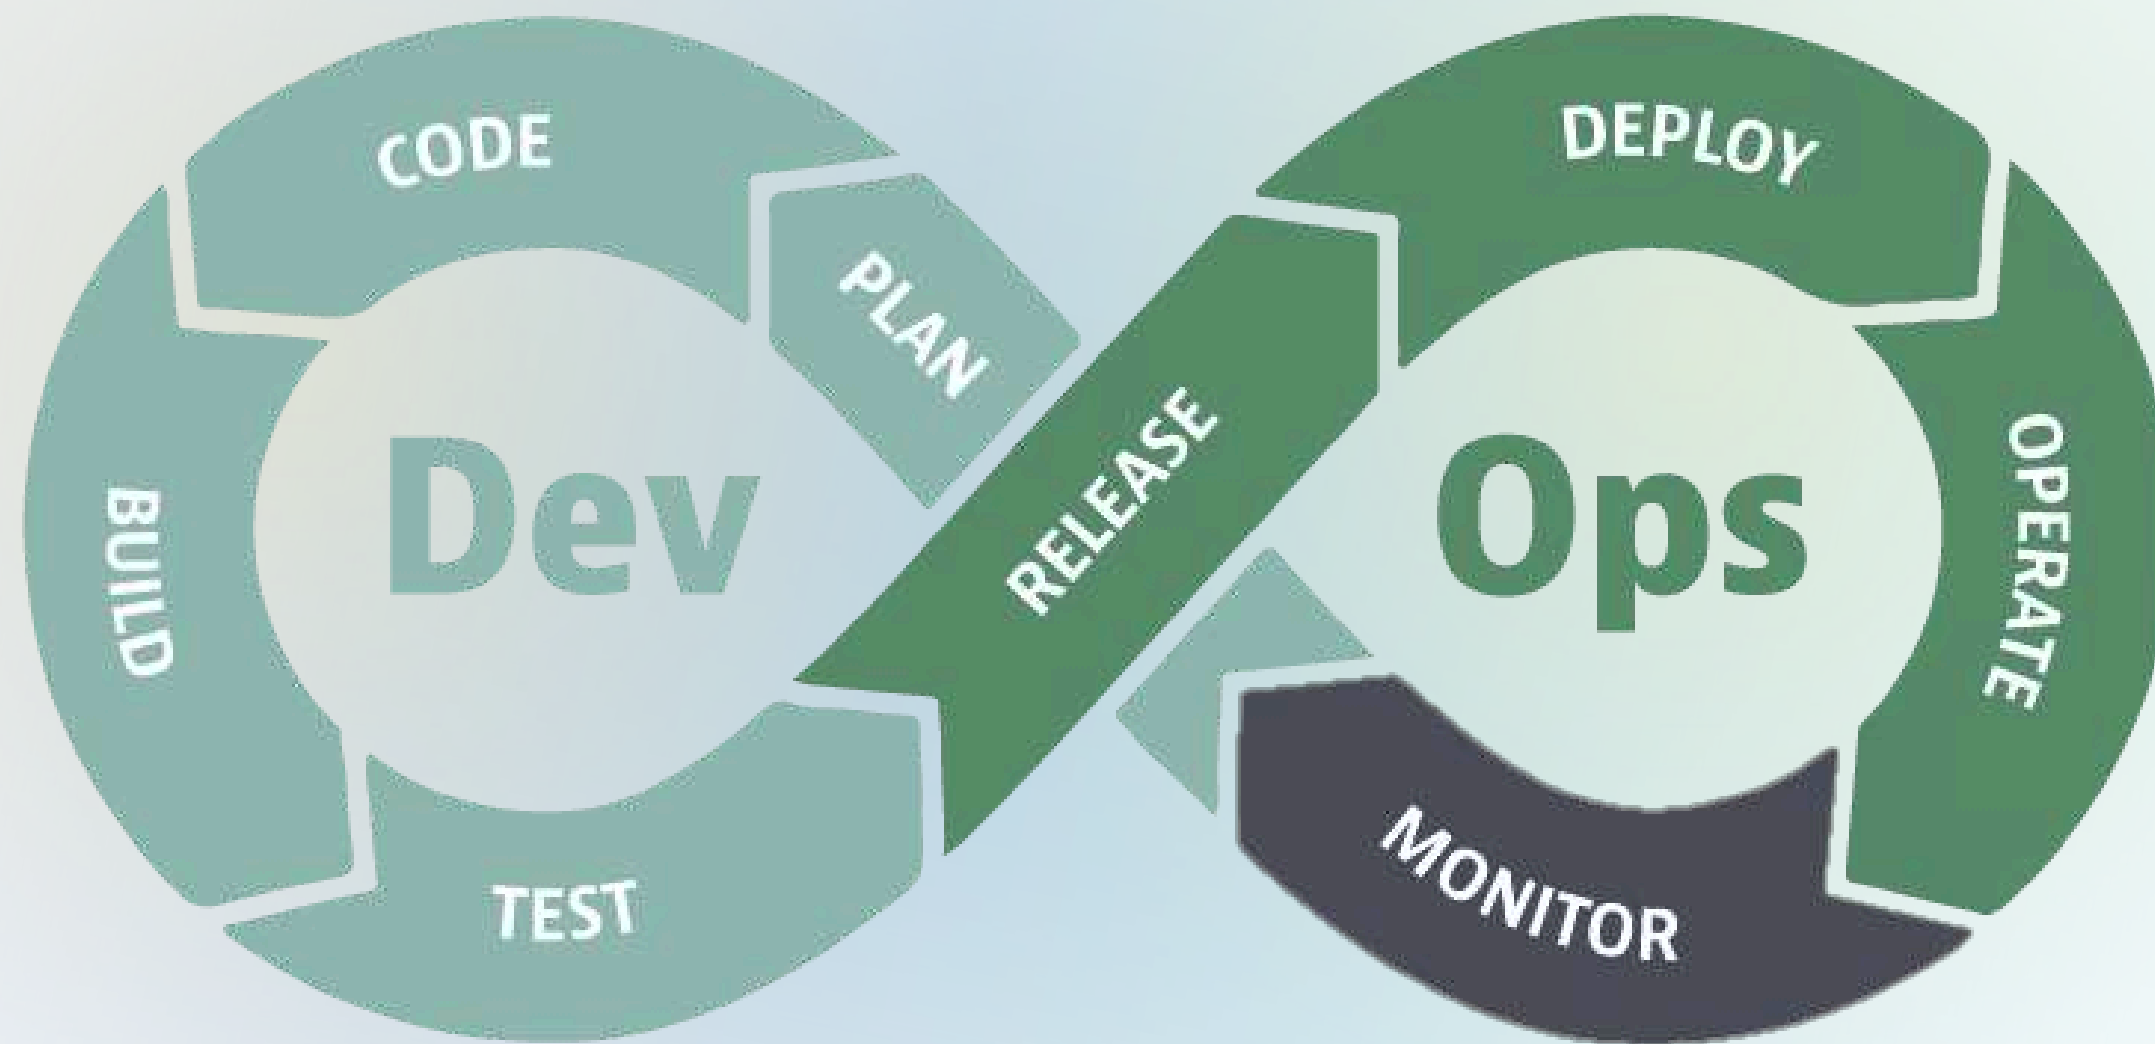 CODE
PLAN
BUILD
TEST
Dev
RELEASE
DEPLOY
OPERATE
MONITOR
Ops